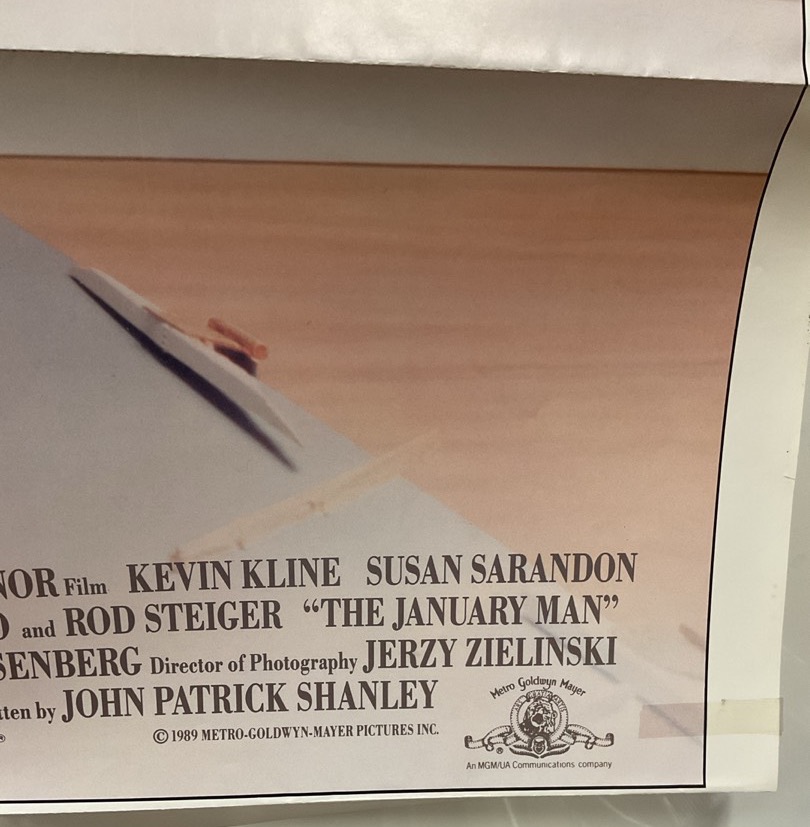 NOR Film KEVIN KLINE SUSAN SARANDON
and ROD STEIGER “THE JANUARY MAN”
SENBERG Director of Photography JERZY ZIELINSKI
tten by JOHN PATRICK SHANLEY
® © 1989 METRO-GOLDWYN-MAYER PICTURES INC.
Metro Goldwyn Mayer
®
An MGM/UA Communications company